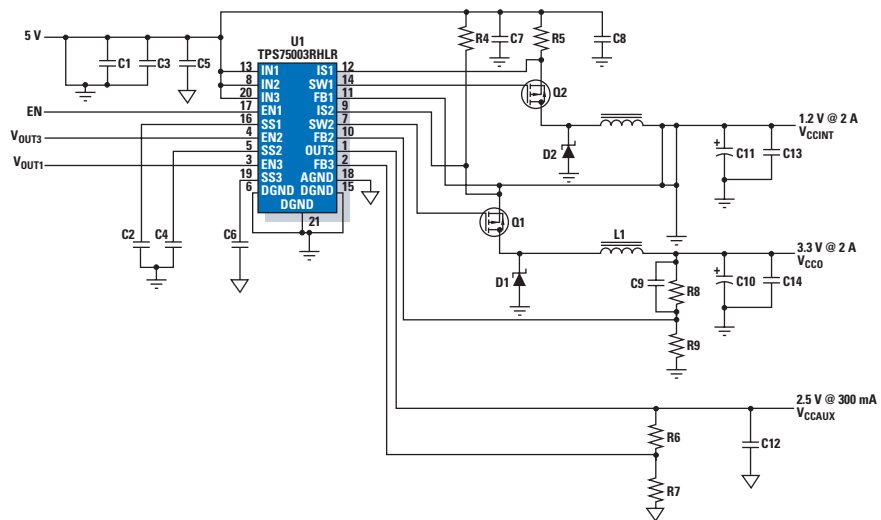 5 V
C1
C3
C5
U1
TPS75003RHLR
R4
C7
R5
C8
13 IN1 IS1 12
8 IN2 SW1 14
20 IN3 FB1 11
17 EN1 IS2 9
16 SS1 SW2 7
4 EN2 FB2 10
5 SS2 OUT3 1
3 EN3 FB3 2
19 SS3 AGND 18
6 DGND DGND 15
DGND
21
EN
VOUT3
VOUT1
C2
C4
C6
Q2
D2
1.2 V @ 2 A
VCCINT
C11
C13
Q1
D1
L1
3.3 V @ 2 A
VCCO
C9
R8
C10
C14
R9
2.5 V @ 300 mA
VCCAUX
R6
C12
R7